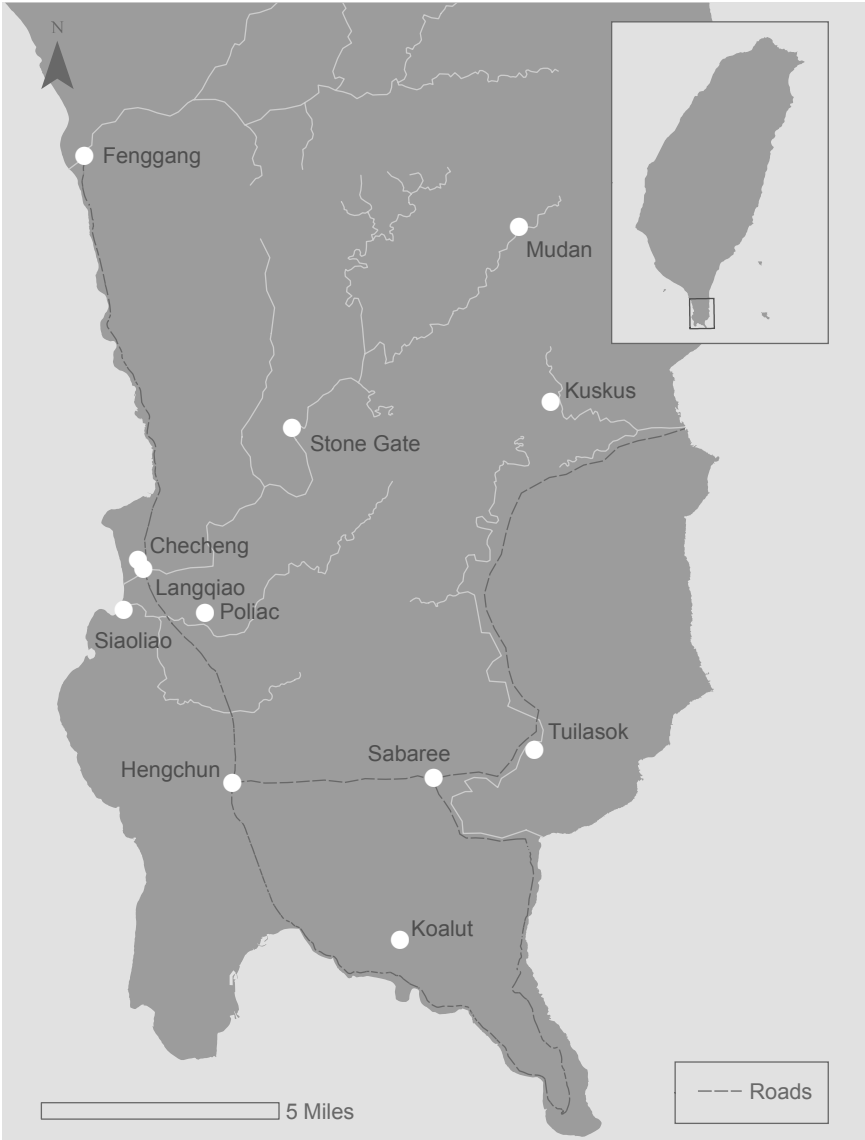 N
Fenggang
Mudan
Kuskus
Stone Gate
Checheng
Langqiao
Poliac
Siaoliao
Tuilasok
Sabaree
Hengchun
Koalut
5 Miles
Roads